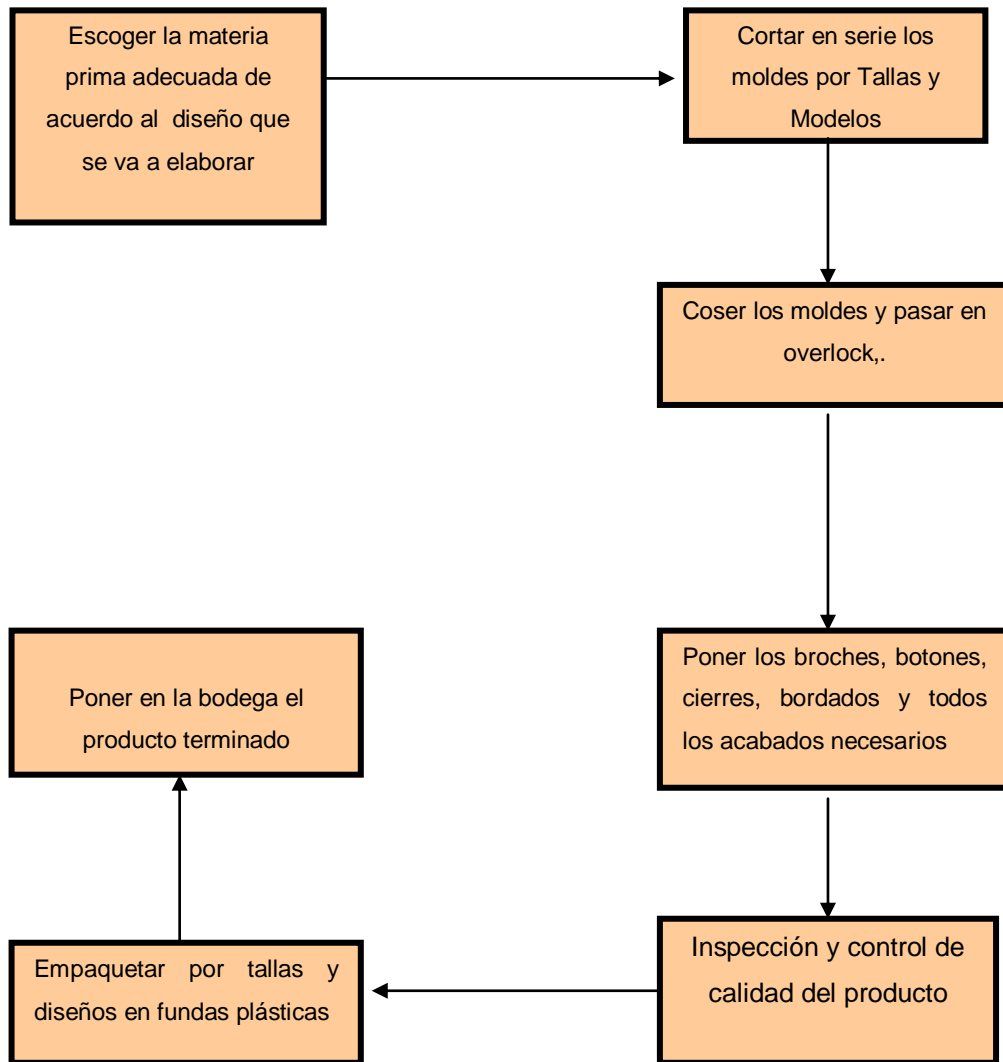 Escoger la materia
prima adecuada de
acuerdo al diseño que
se va a elaborar
Cortar en serie los
moldes por Tallas y
Modelos
Coser los moldes y pasar en
overlock,.
Poner los broches, botones,
cierres, bordados y todos
los acabados necesarios
Inspección y control de
calidad del producto
Empaquetar por tallas y
diseños en fundas plásticas
Poner en la bodega el
producto terminado